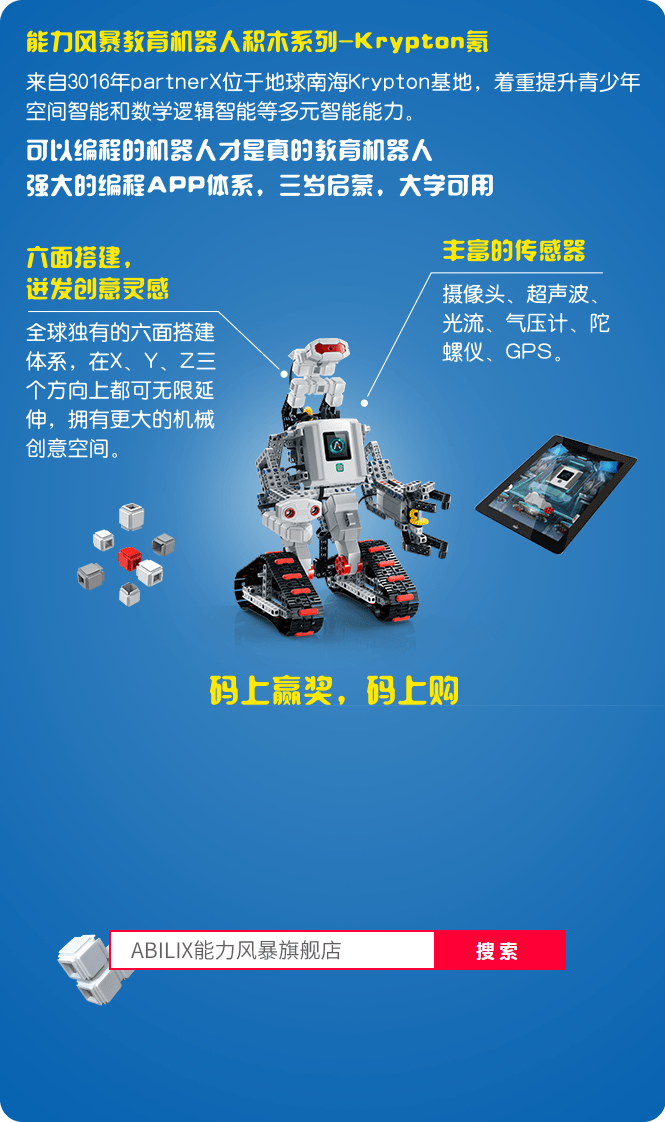 能力风暴教育机器人积木系列-Krypton氪
来自3016年partnerX位于地球南海Krypton基地，着重提升青少年
空间智能和数学逻辑智能等多元智能能力。
可以编程的机器人才是真的教育机器人
强大的编程APP体系，三岁启蒙，大学可用
六面搭建，
迸发创意灵感
全球独有的六面搭建
体系，在X、Y、Z三
个方向上都可无限延
伸，拥有更大的机械
创意空间。
丰富的传感器
摄像头、超声波、
光流、气压计、陀
螺仪、GPS。
码上赢奖，码上购
ABILIX能力风暴旗舰店
搜索